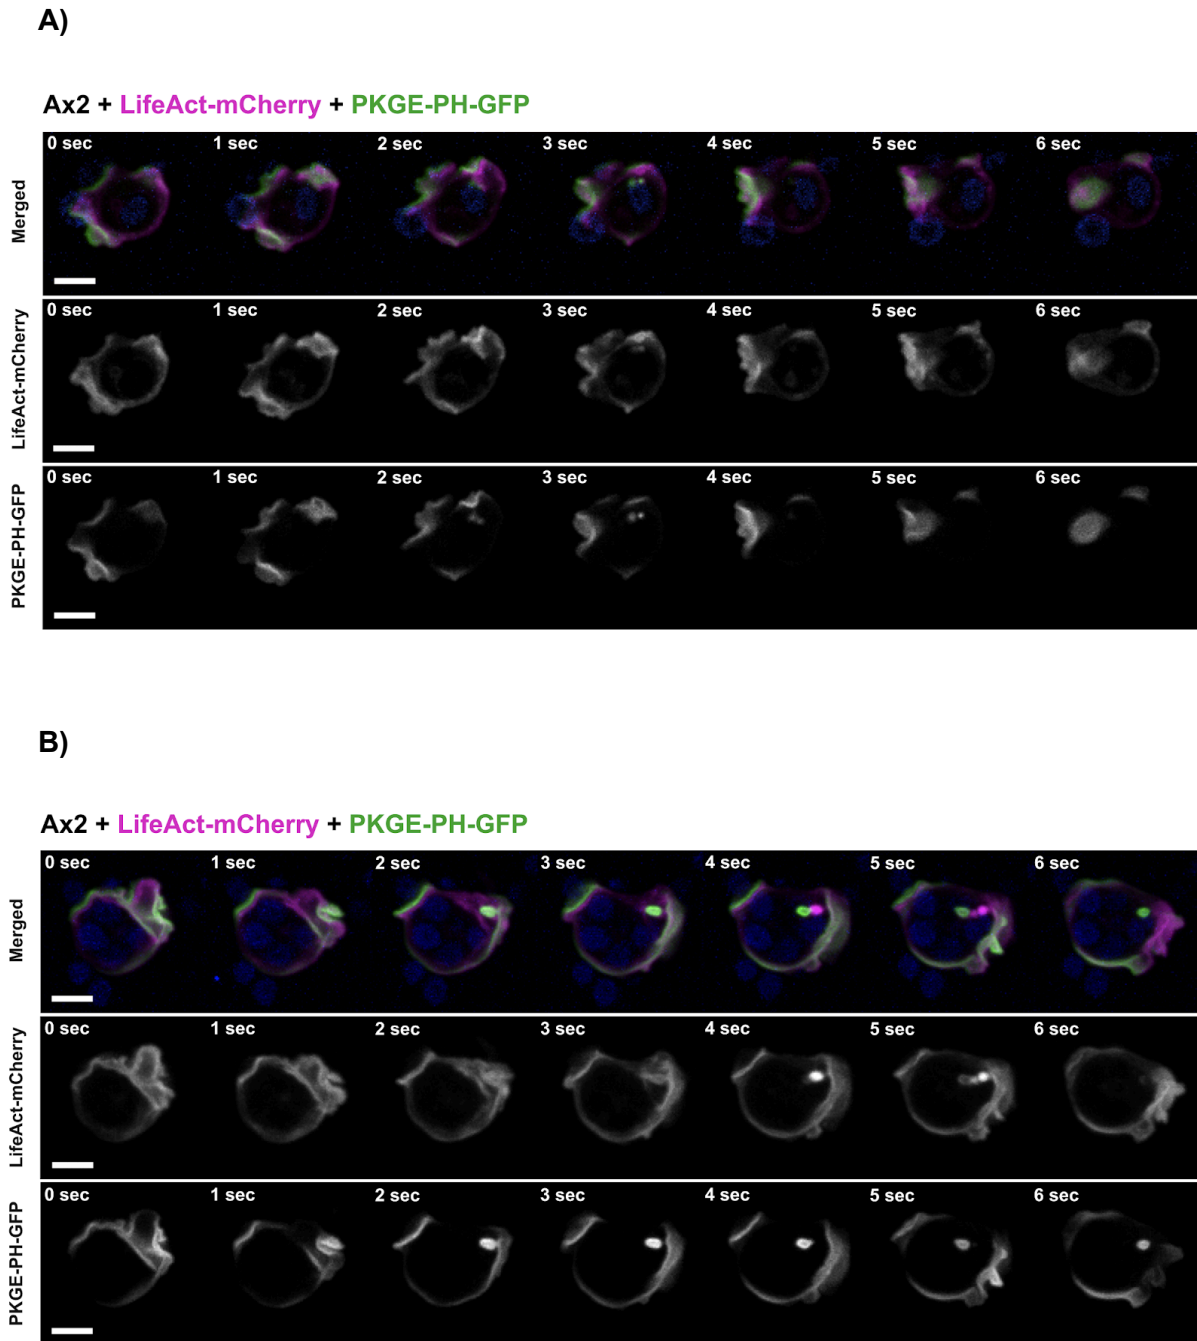 A)
Ax2 + LifeAct-mCherry + PKGE-PH-GFP
Merged
0 sec 1 sec 2 sec 3 sec 4 sec 5 sec 6 sec
LifeAct-mCherry
0 sec 1 sec 2 sec 3 sec 4 sec 5 sec 6 sec
PKGE-PH-GFP
0 sec 1 sec 2 sec 3 sec 4 sec 5 sec 6 sec
B)
Ax2 + LifeAct-mCherry + PKGE-PH-GFP
Merged
0 sec 1 sec 2 sec 3 sec 4 sec 5 sec 6 sec
LifeAct-mCherry
0 sec 1 sec 2 sec 3 sec 4 sec 5 sec 6 sec
PKGE-PH-GFP
0 sec 1 sec 2 sec 3 sec 4 sec 5 sec 6 sec